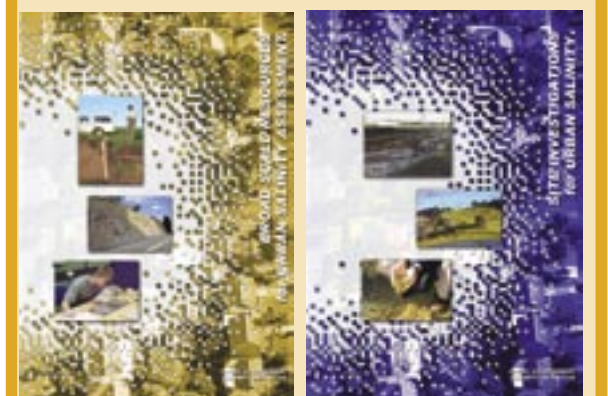 BROAD SCALE RESOURCES
for URBAN SALINITY ASSESSMENT
SITE INVESTIGATIONS
for URBAN SALINITY